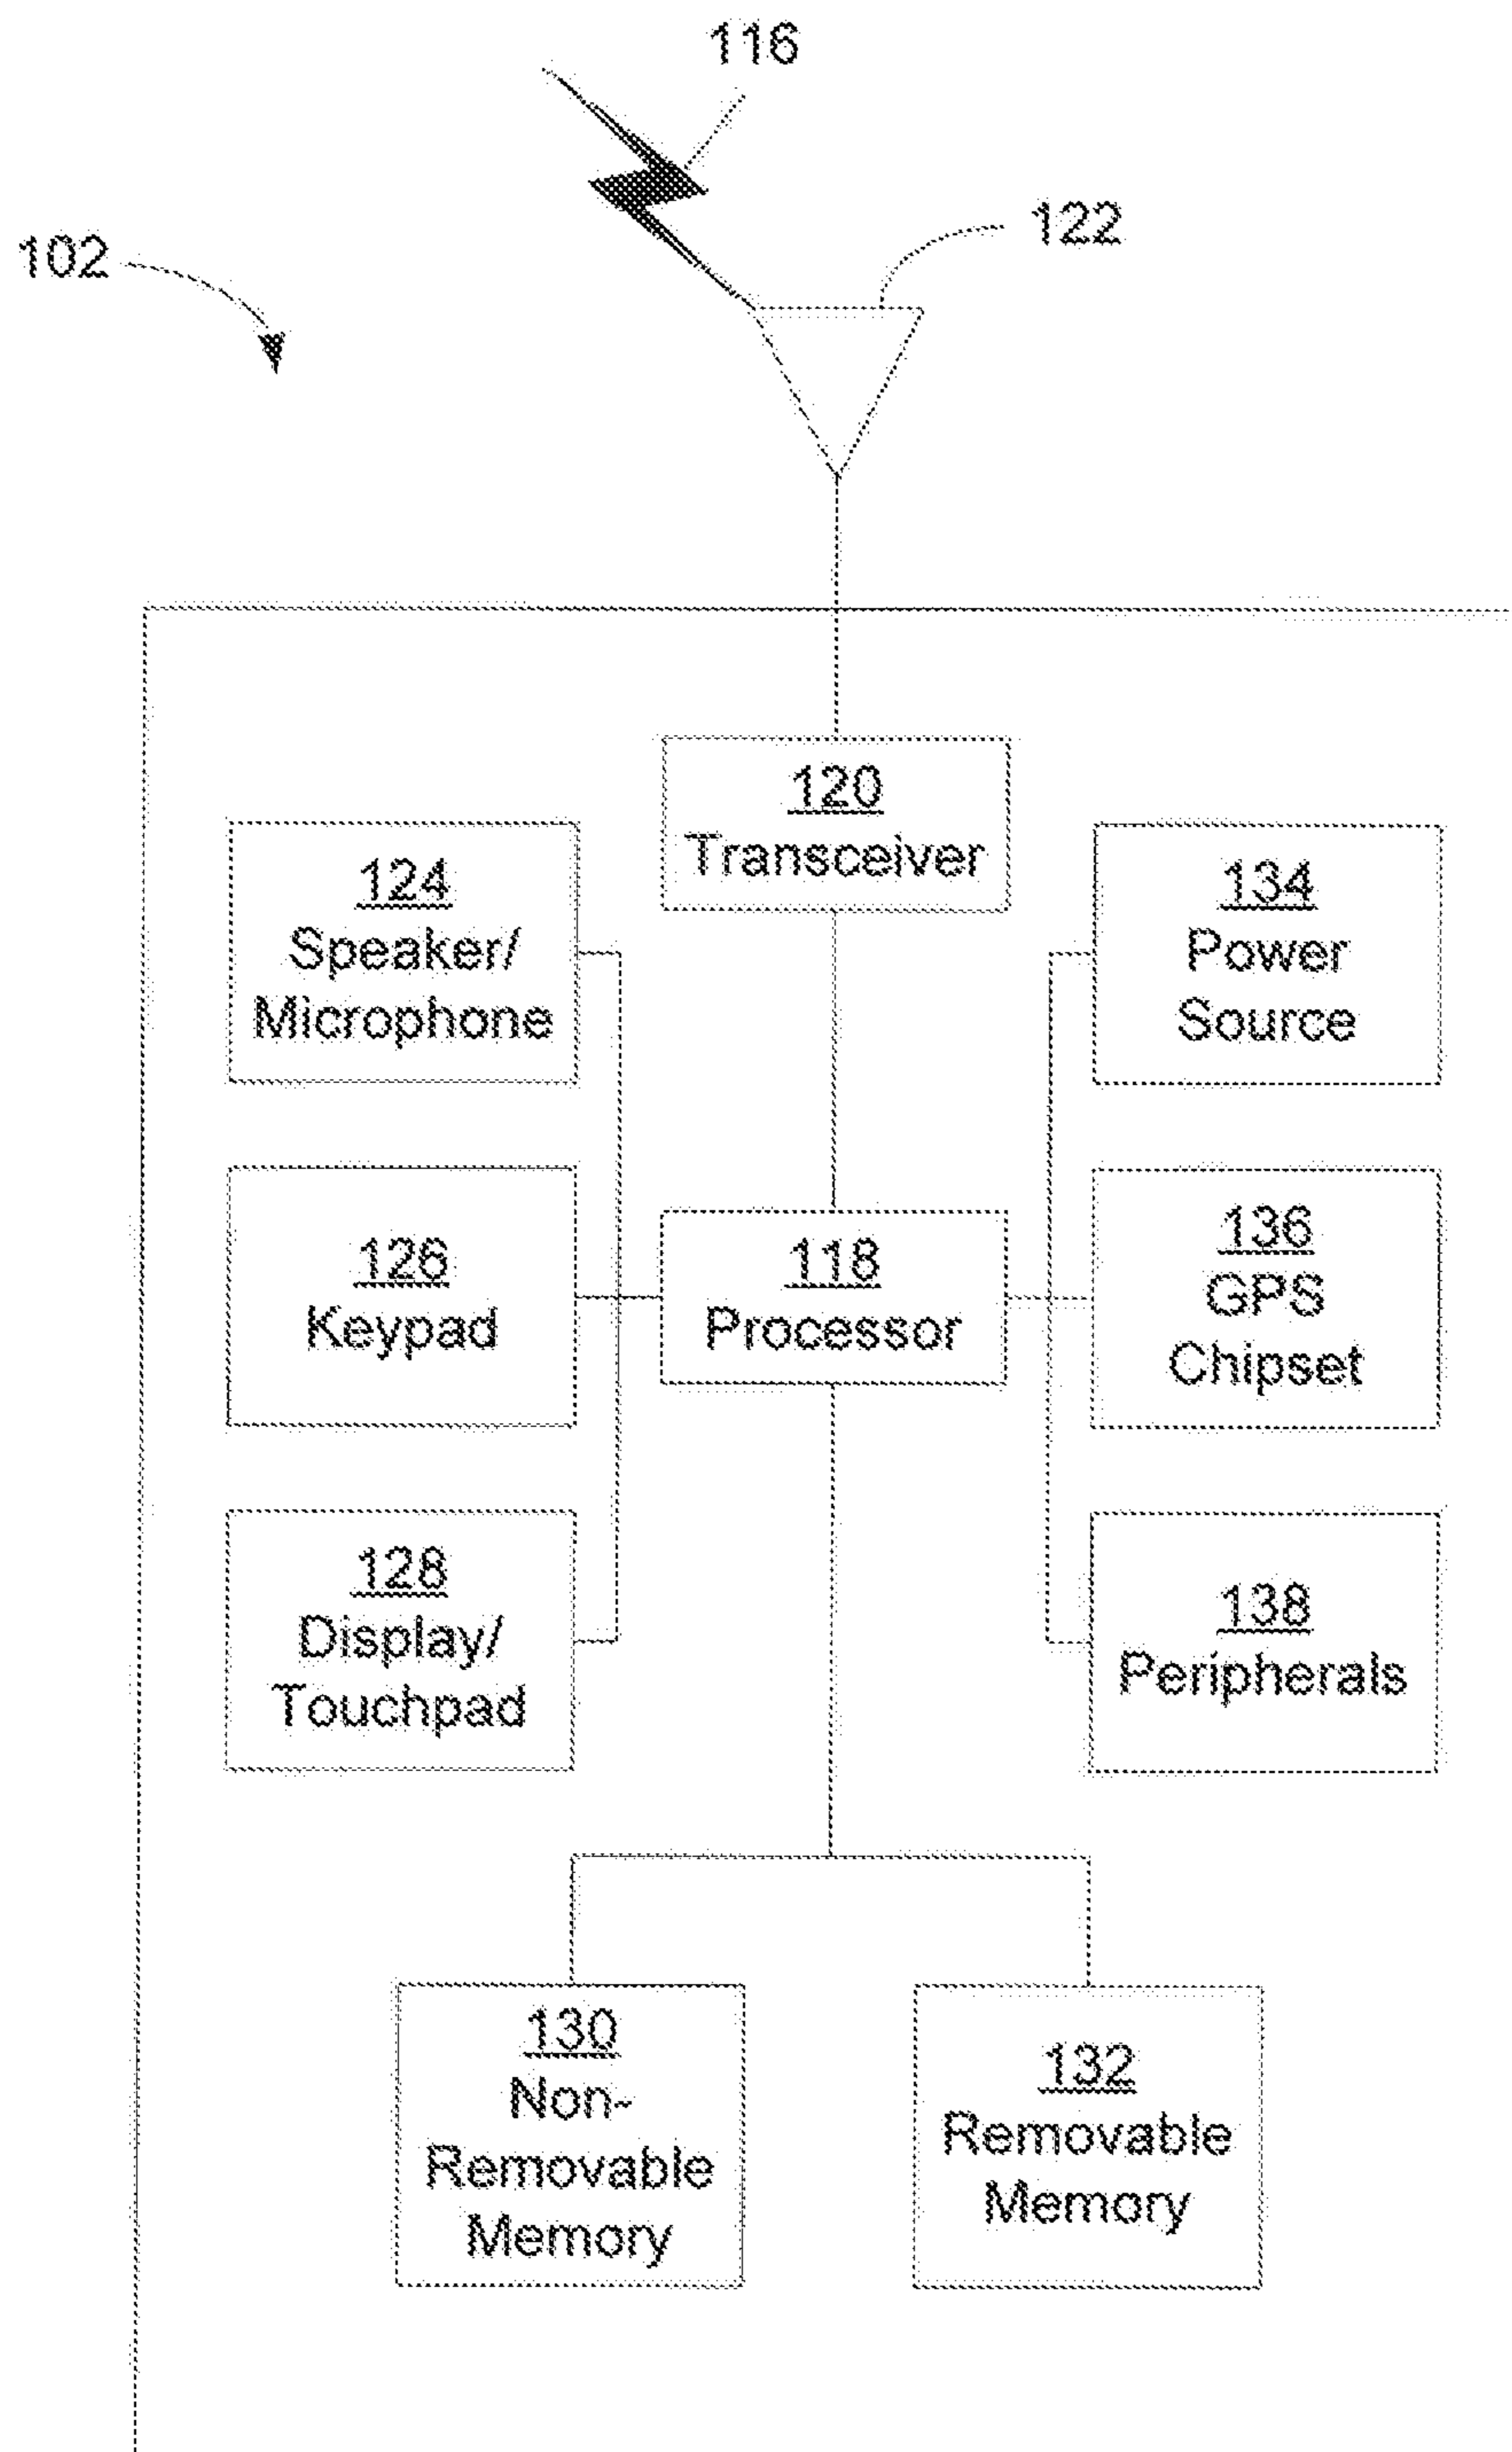 116
122
102
120
Transceiver
124
Speaker/
Microphone
134
Power
Source
126
Keypad
118
Processor
136
GPS
Chipset
128
Display/
Touchpad
138
Peripherals
130
Non-
Removable
Memory
132
Removable
Memory